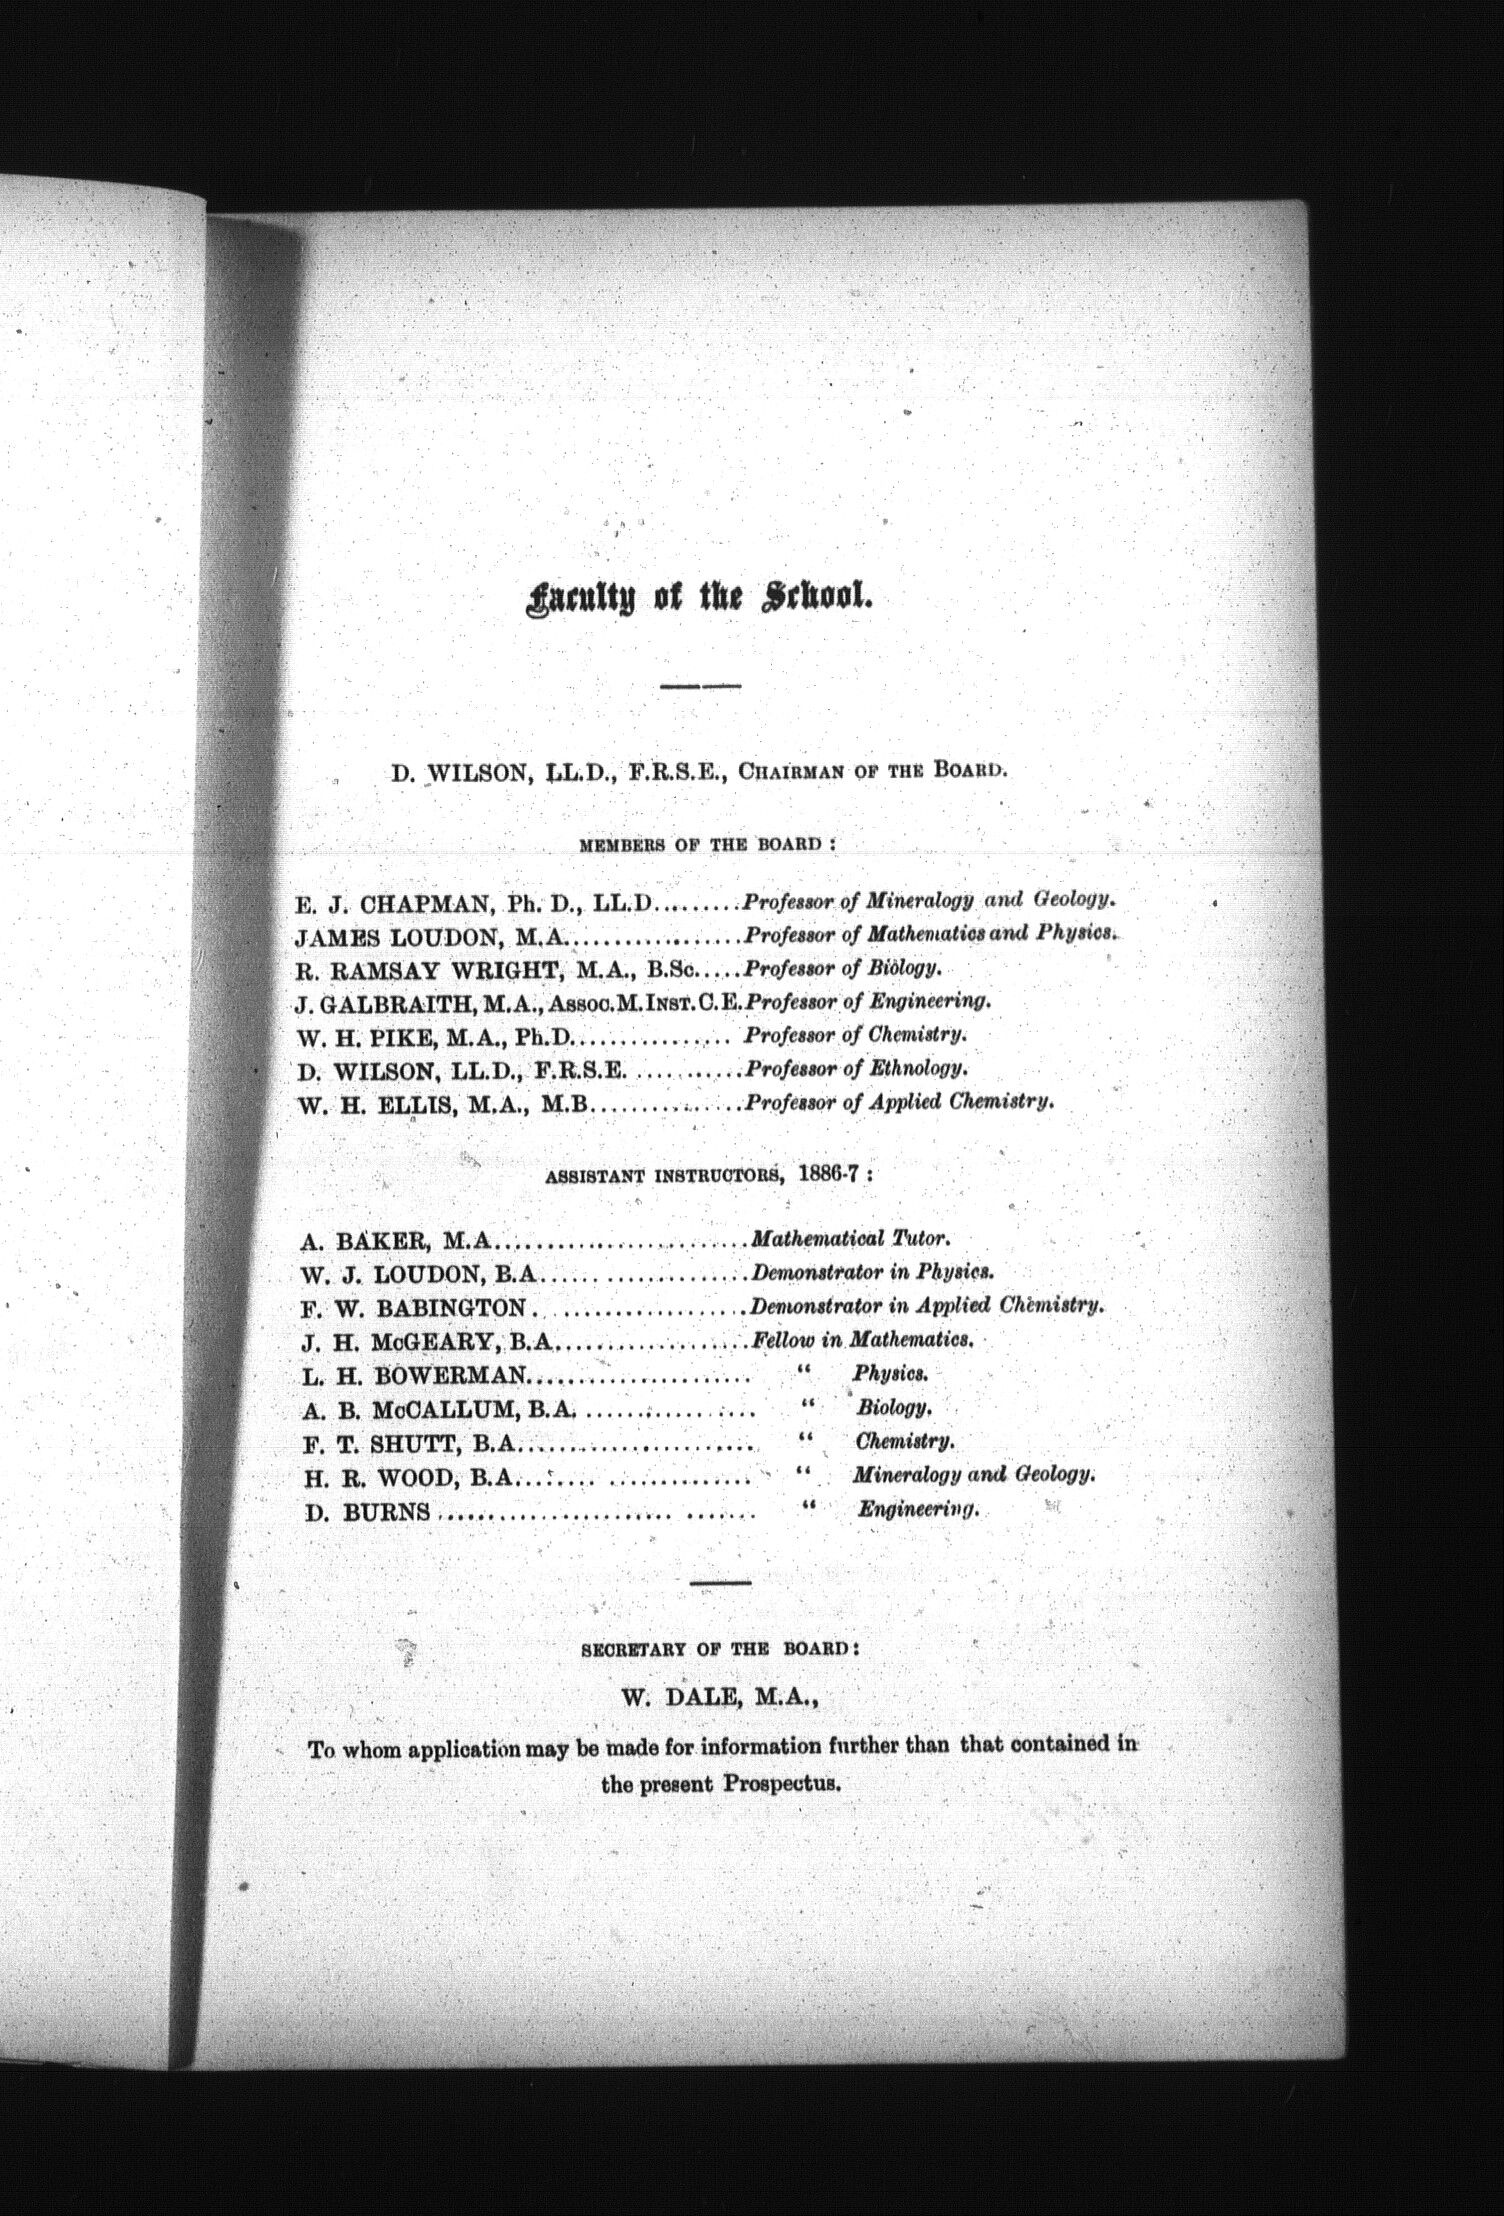 Faculty of the School.
D. WILSON, LL.D., F.R.S.E., CHAIRMAN OF THE BOARD.
MEMBERS OF THE BOARD:
E. J. CHAPMAN, Ph. D., LL.D.........Professor of Mineralogy and Geology.
JAMES LOUDON, M.A..................Professor of Mathematics and Physics.
R. RAMSAY WRIGHT, M.A., B.Sc.....Professor of Biology.
J. GALBRAITH, M.A., Assoc.M.Inst.C.E.Professor of Engineering.
W. H. PIKE, M.A., Ph.D................ Professor of Chemistry.
D. WILSON, LL.D., F.R.S.E. ...........Professor of Ethnology.
W. H. ELLIS, M.A., M.B...............Professor of Applied Chemistry.
ASSISTANT INSTRUCTORS, 1886-7:
A. BAKER, M.A.........................Mathematical Tutor.
W. J. LOUDON, B.A.....................Demonstrator in Physics.
F. W. BABINGTON. ....................Demonstrator in Applied Chemistry.
J. H. McGEARY, B.A...................Fellow in Mathematics.
L. H. BOWERMAN...................... “ Physics.
A. B. McCALLUM, B.A. ................ “ Biology.
F. T. SHUTT, B.A....................... “ Chemistry.
H. R. WOOD, B.A........ .............. “ Mineralogy and Geology.
D. BURNS ....................... ....... “ Engineering.
SECRETARY OF THE BOARD:
W. DALE, M.A.,
To whom application may be made for information further than that contained in
the present Prospectus.